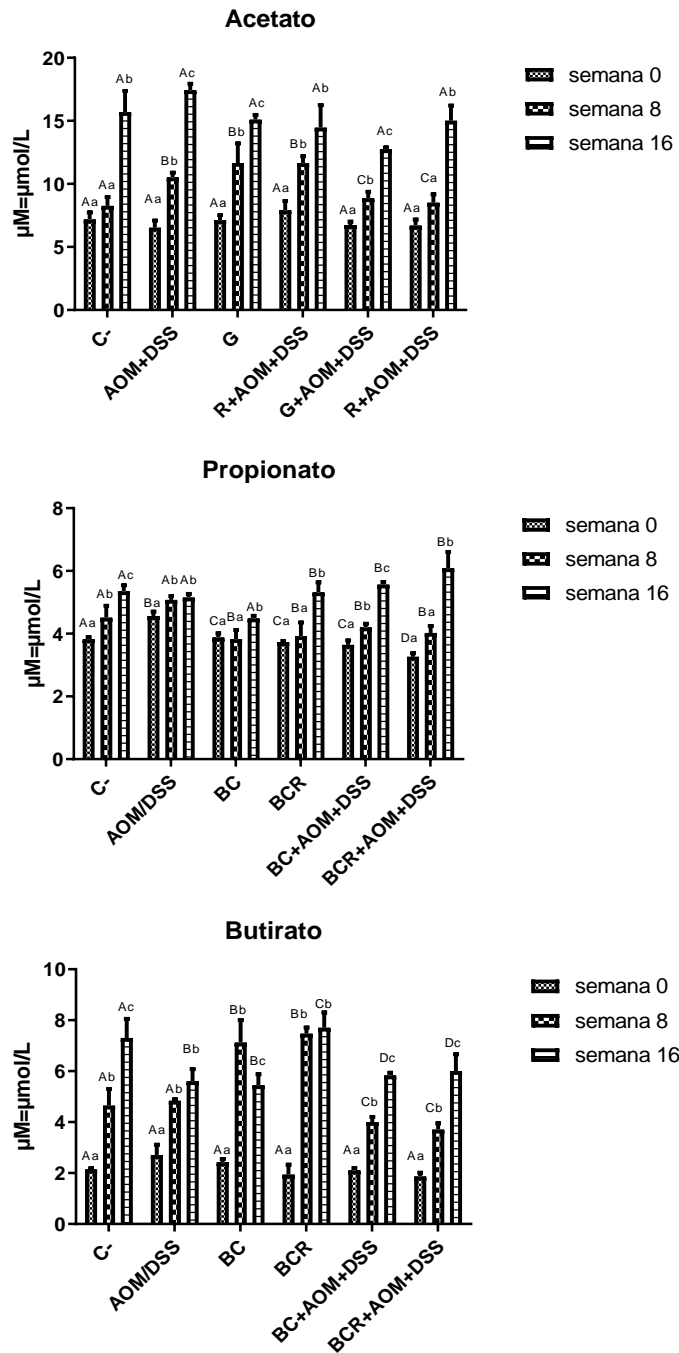 Acetato
20
15
10
5
0
µM=µmol/L
Aa Aa Ab
Aa Bb Ac
Aa Bb Ac
Aa Bb Ab
Aa Cb Ac
Aa Ca Ab
C-
AOM+DSS
G
R+AOM+DSS
G+AOM+DSS
R+AOM+DSS
semana 0
semana 8
semana 16
Propionato
8
6
4
2
0
µM=µmol/L
Aa Ab Ac
Ba Ab Ab
Ca Ba Ab
Ca Ba Bb
Ca Bb Bc
Da Ba Bb
C-
AOM/DSS
BC
BCR
BC+AOM+DSS
BCR+AOM+DSS
semana 0
semana 8
semana 16
Butirato
10
8
6
4
2
0
µM=µmol/L
Aa Ab Ac
Aa Ab Bb
Aa Bb Bc
Aa Bb Cb
Aa Cb Dc
Aa Cb Dc
C-
AOM/DSS
BC
BCR
BC+AOM+DSS
BCR+AOM+DSS
semana 0
semana 8
semana 16